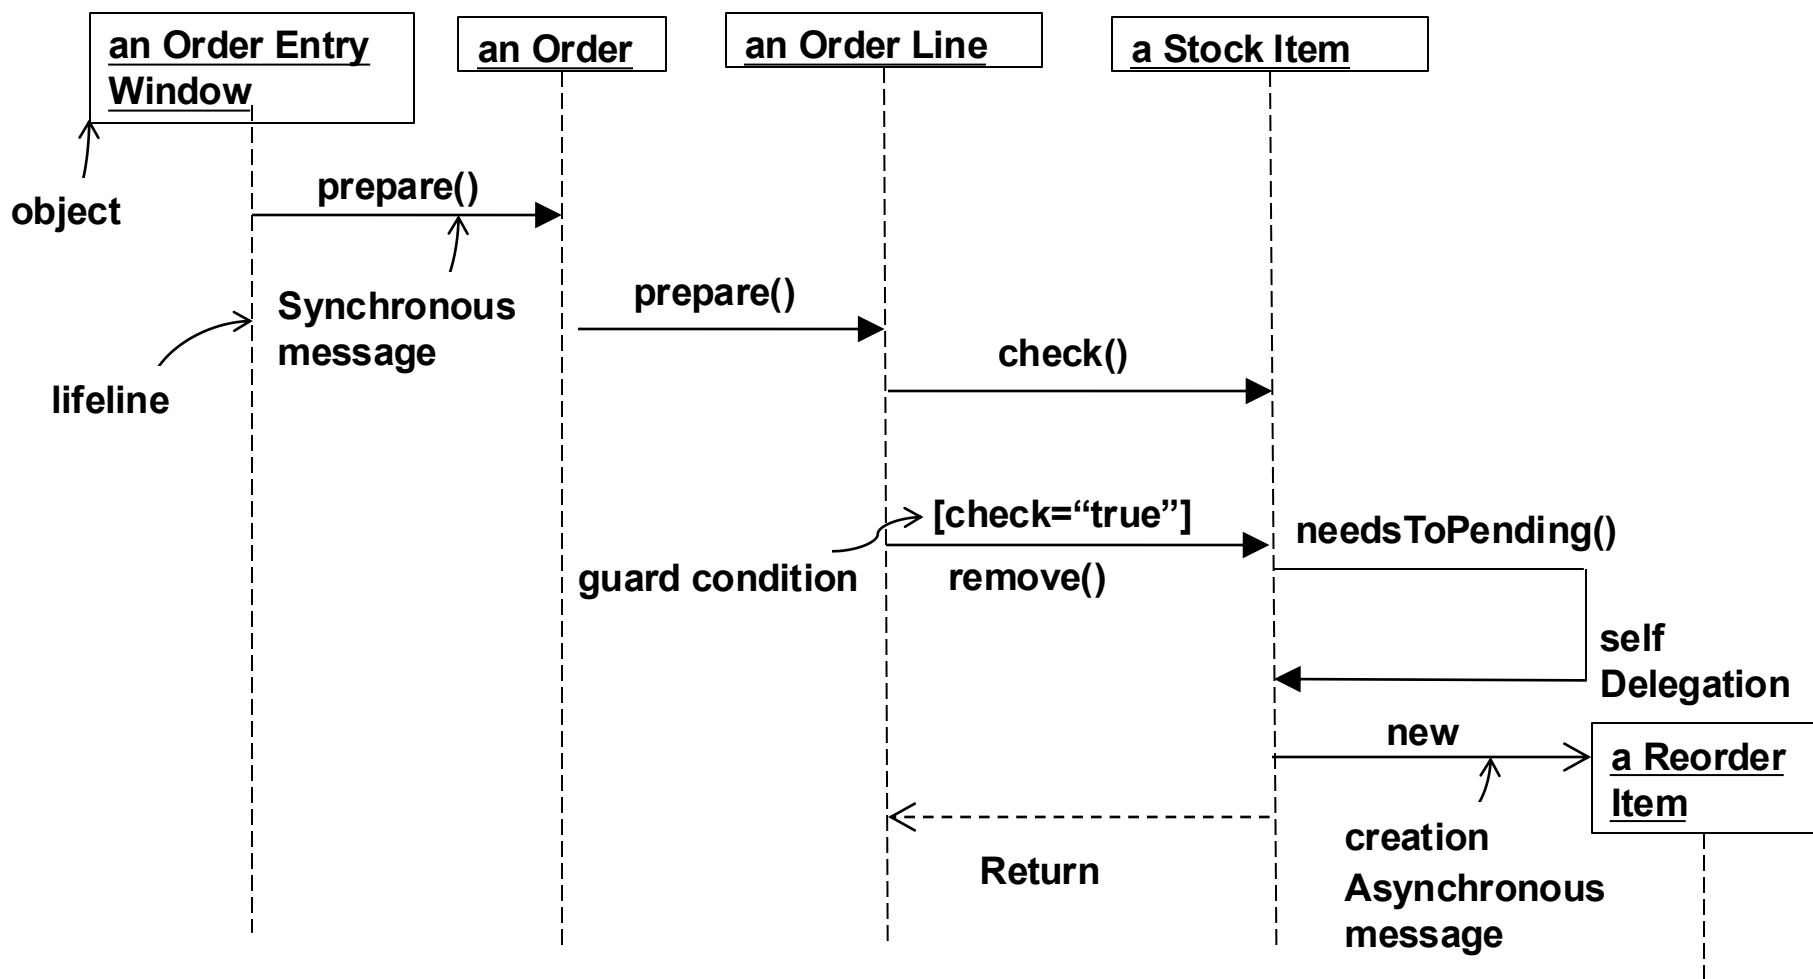 an Order Entry
Window
an Order
an Order Line
a Stock Item
object
prepare()
Synchronous
message
lifeline
prepare()
check()
[check=“true”]
remove()
guard condition
needsToPending()
self
Delegation
new
a Reorder
Item
creation
Asynchronous
message
Return